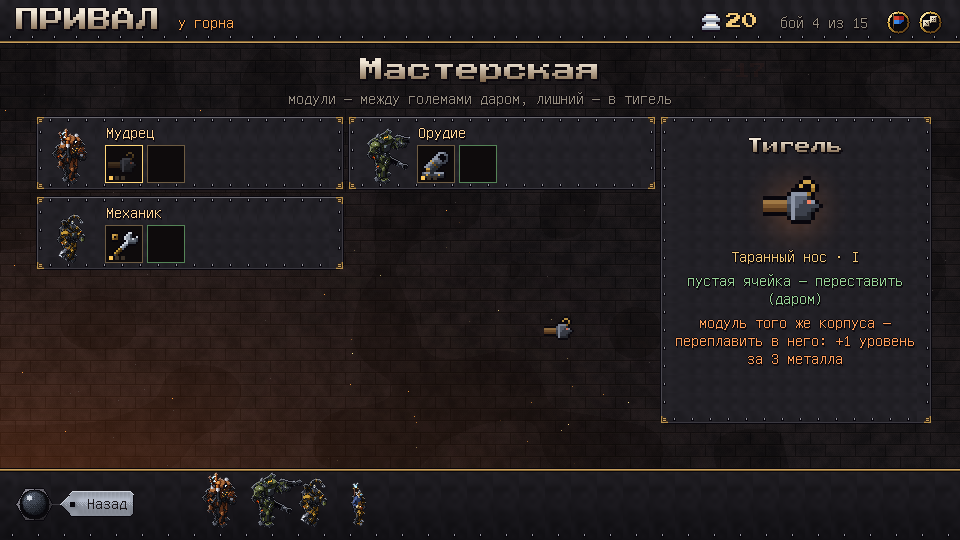 ПРИВАЛ у горна 20 бой 4 из 15
Мастерская
модули — между големами даром, лишний — в тигель
Мудрец
Орудие
Механик
Тигель
Таранный нос · I
пустая ячейка — переставить
(даром)
модуль того же корпуса —
переплавить в него: +1 уровень
за 3 металла
Назад